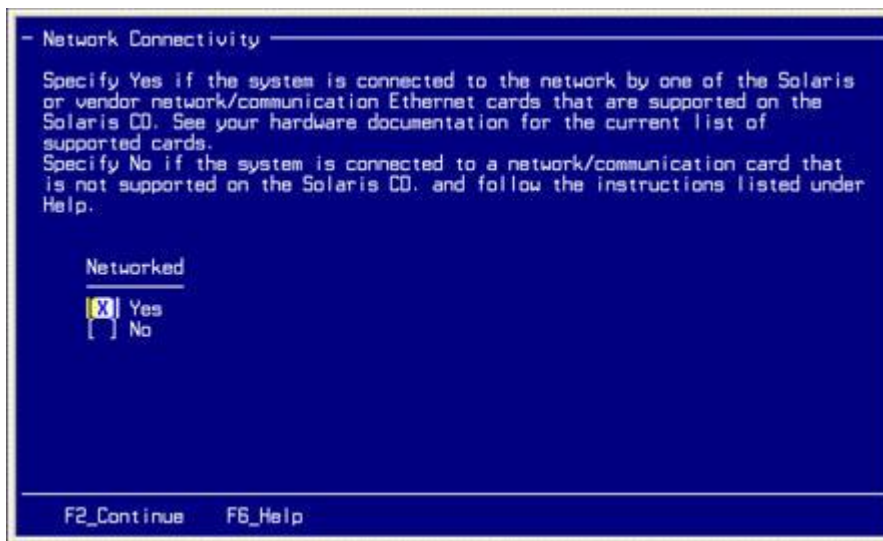 - Network Connectivity
Specify Yes if the system is connected to the network by one of the Solaris
or vendor network/communication Ethernet cards that are supported on the
Solaris CD. See your hardware documentation for the current list of
supported cards.
Specify No if the system is connected to a network/communication card that
is not supported on the Solaris CD. and follow the instructions listed under
Help.
Networked
[X] Yes
[ ] No
F2_Continue F6_Help